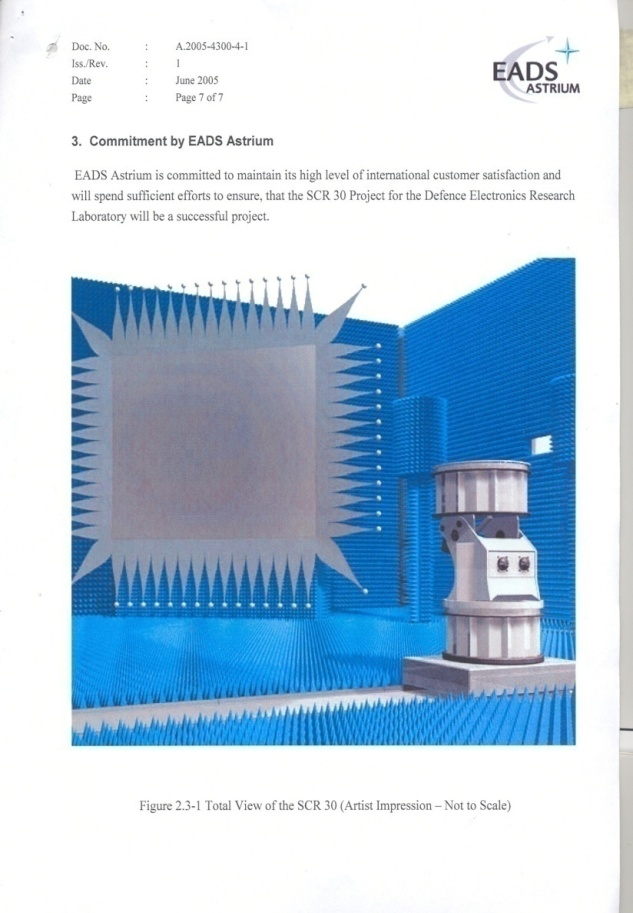 Doc. No. : A.2005-4300-4-1
Iss./Rev. : 1
Date : June 2005
Page : Page 7 of 7
EADS
ASTRIUM
3. Commitment by EADS Astrium
EADS Astrium is committed to maintain its high level of international customer satisfaction and
will spend sufficient efforts to ensure, that the SCR 30 Project for the Defence Electronics Research
Laboratory will be a successful project.
Figure 2.3-1 Total View of the SCR 30 (Artist Impression – Not to Scale)